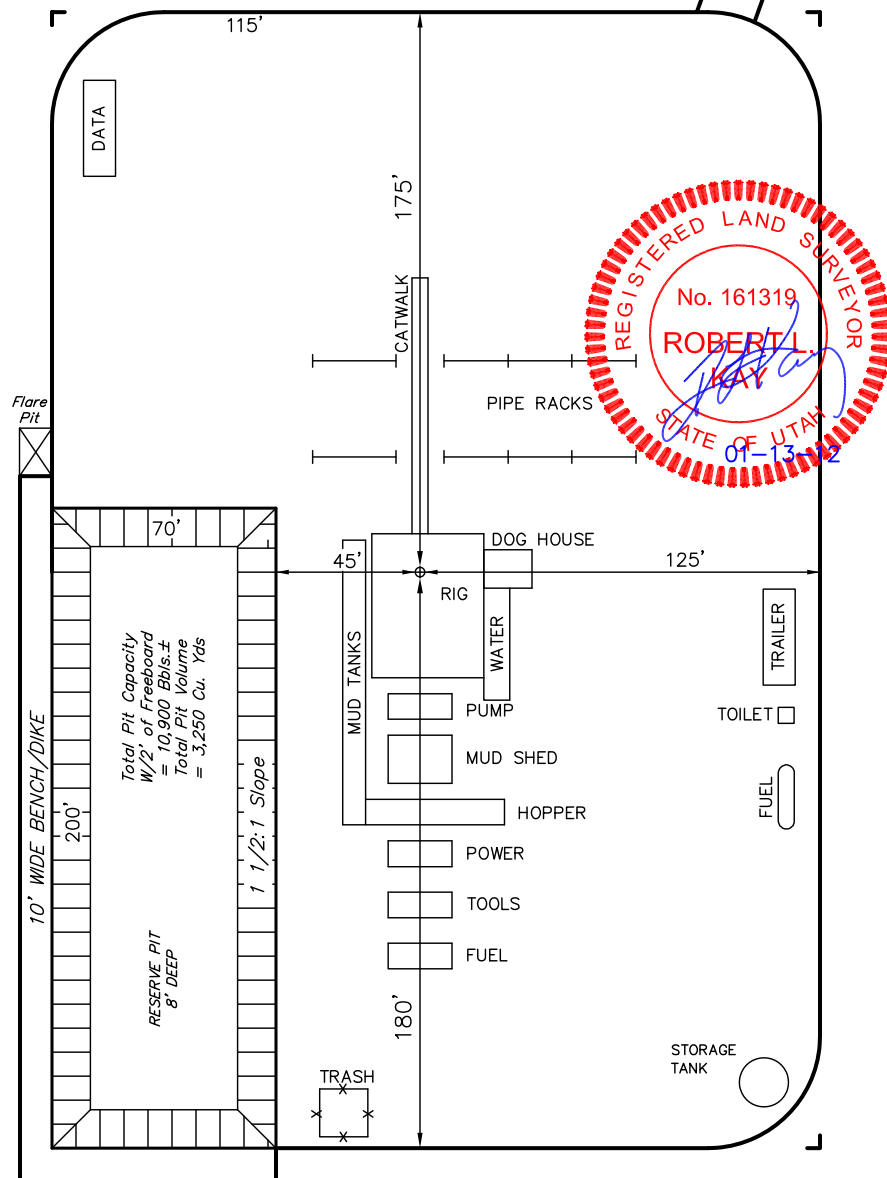 115'
DATA
175'
CATWALK
REGISTERED LAND SURVEYOR
No. 161319
ROBERT L.
KAY
STATE OF UTAH
01-13-12
PIPE RACKS
Flare
Pit
70'
45'
DOG HOUSE
125'
RIG
WATER
MUD TANKS
TRAILER
Total Pit Capacity
W/2' of Freeboard
= 10,900 Bbls.±
Total Pit Volume
= 3,250 Cu. Yds
PUMP
TOILET
MUD SHED
10' WIDE BENCH/DIKE
200'
1 1/2:1 Slope
FUEL
HOPPER
POWER
TOOLS
FUEL
RESERVE PIT
8' DEEP
180'
STORAGE
TANK
TRASH